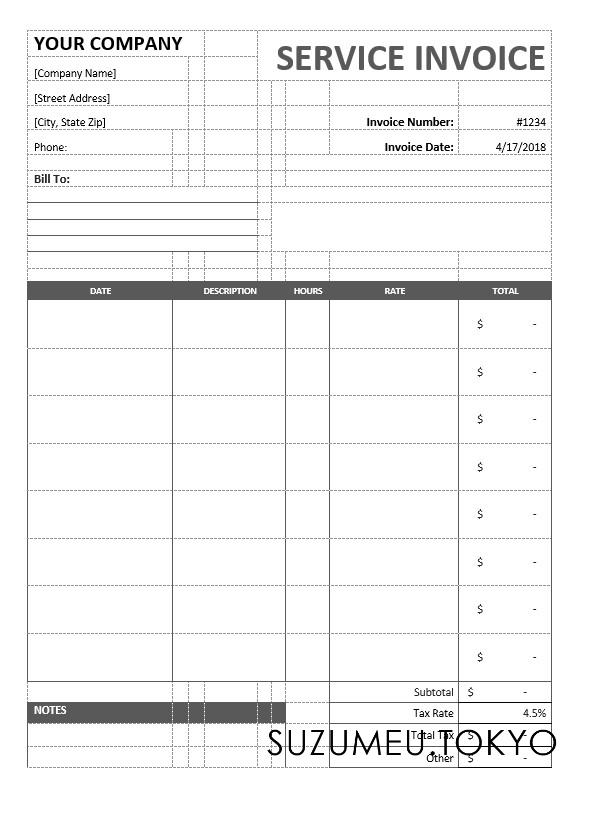 YOUR COMPANY
SERVICE INVOICE
[Company Name]
[Street Address]
[City, State Zip]
Invoice Number: #1234
Phone:
Invoice Date: 4/17/2018
Bill To:
DATE DESCRIPTION HOURS RATE TOTAL
$ -
$ -
$ -
$ -
$ -
$ -
$ -
$ -
Subtotal $ -
NOTES
Tax Rate 4.5%
Total Tax $ -
SUZUMEU.TOKYO
Other $ -